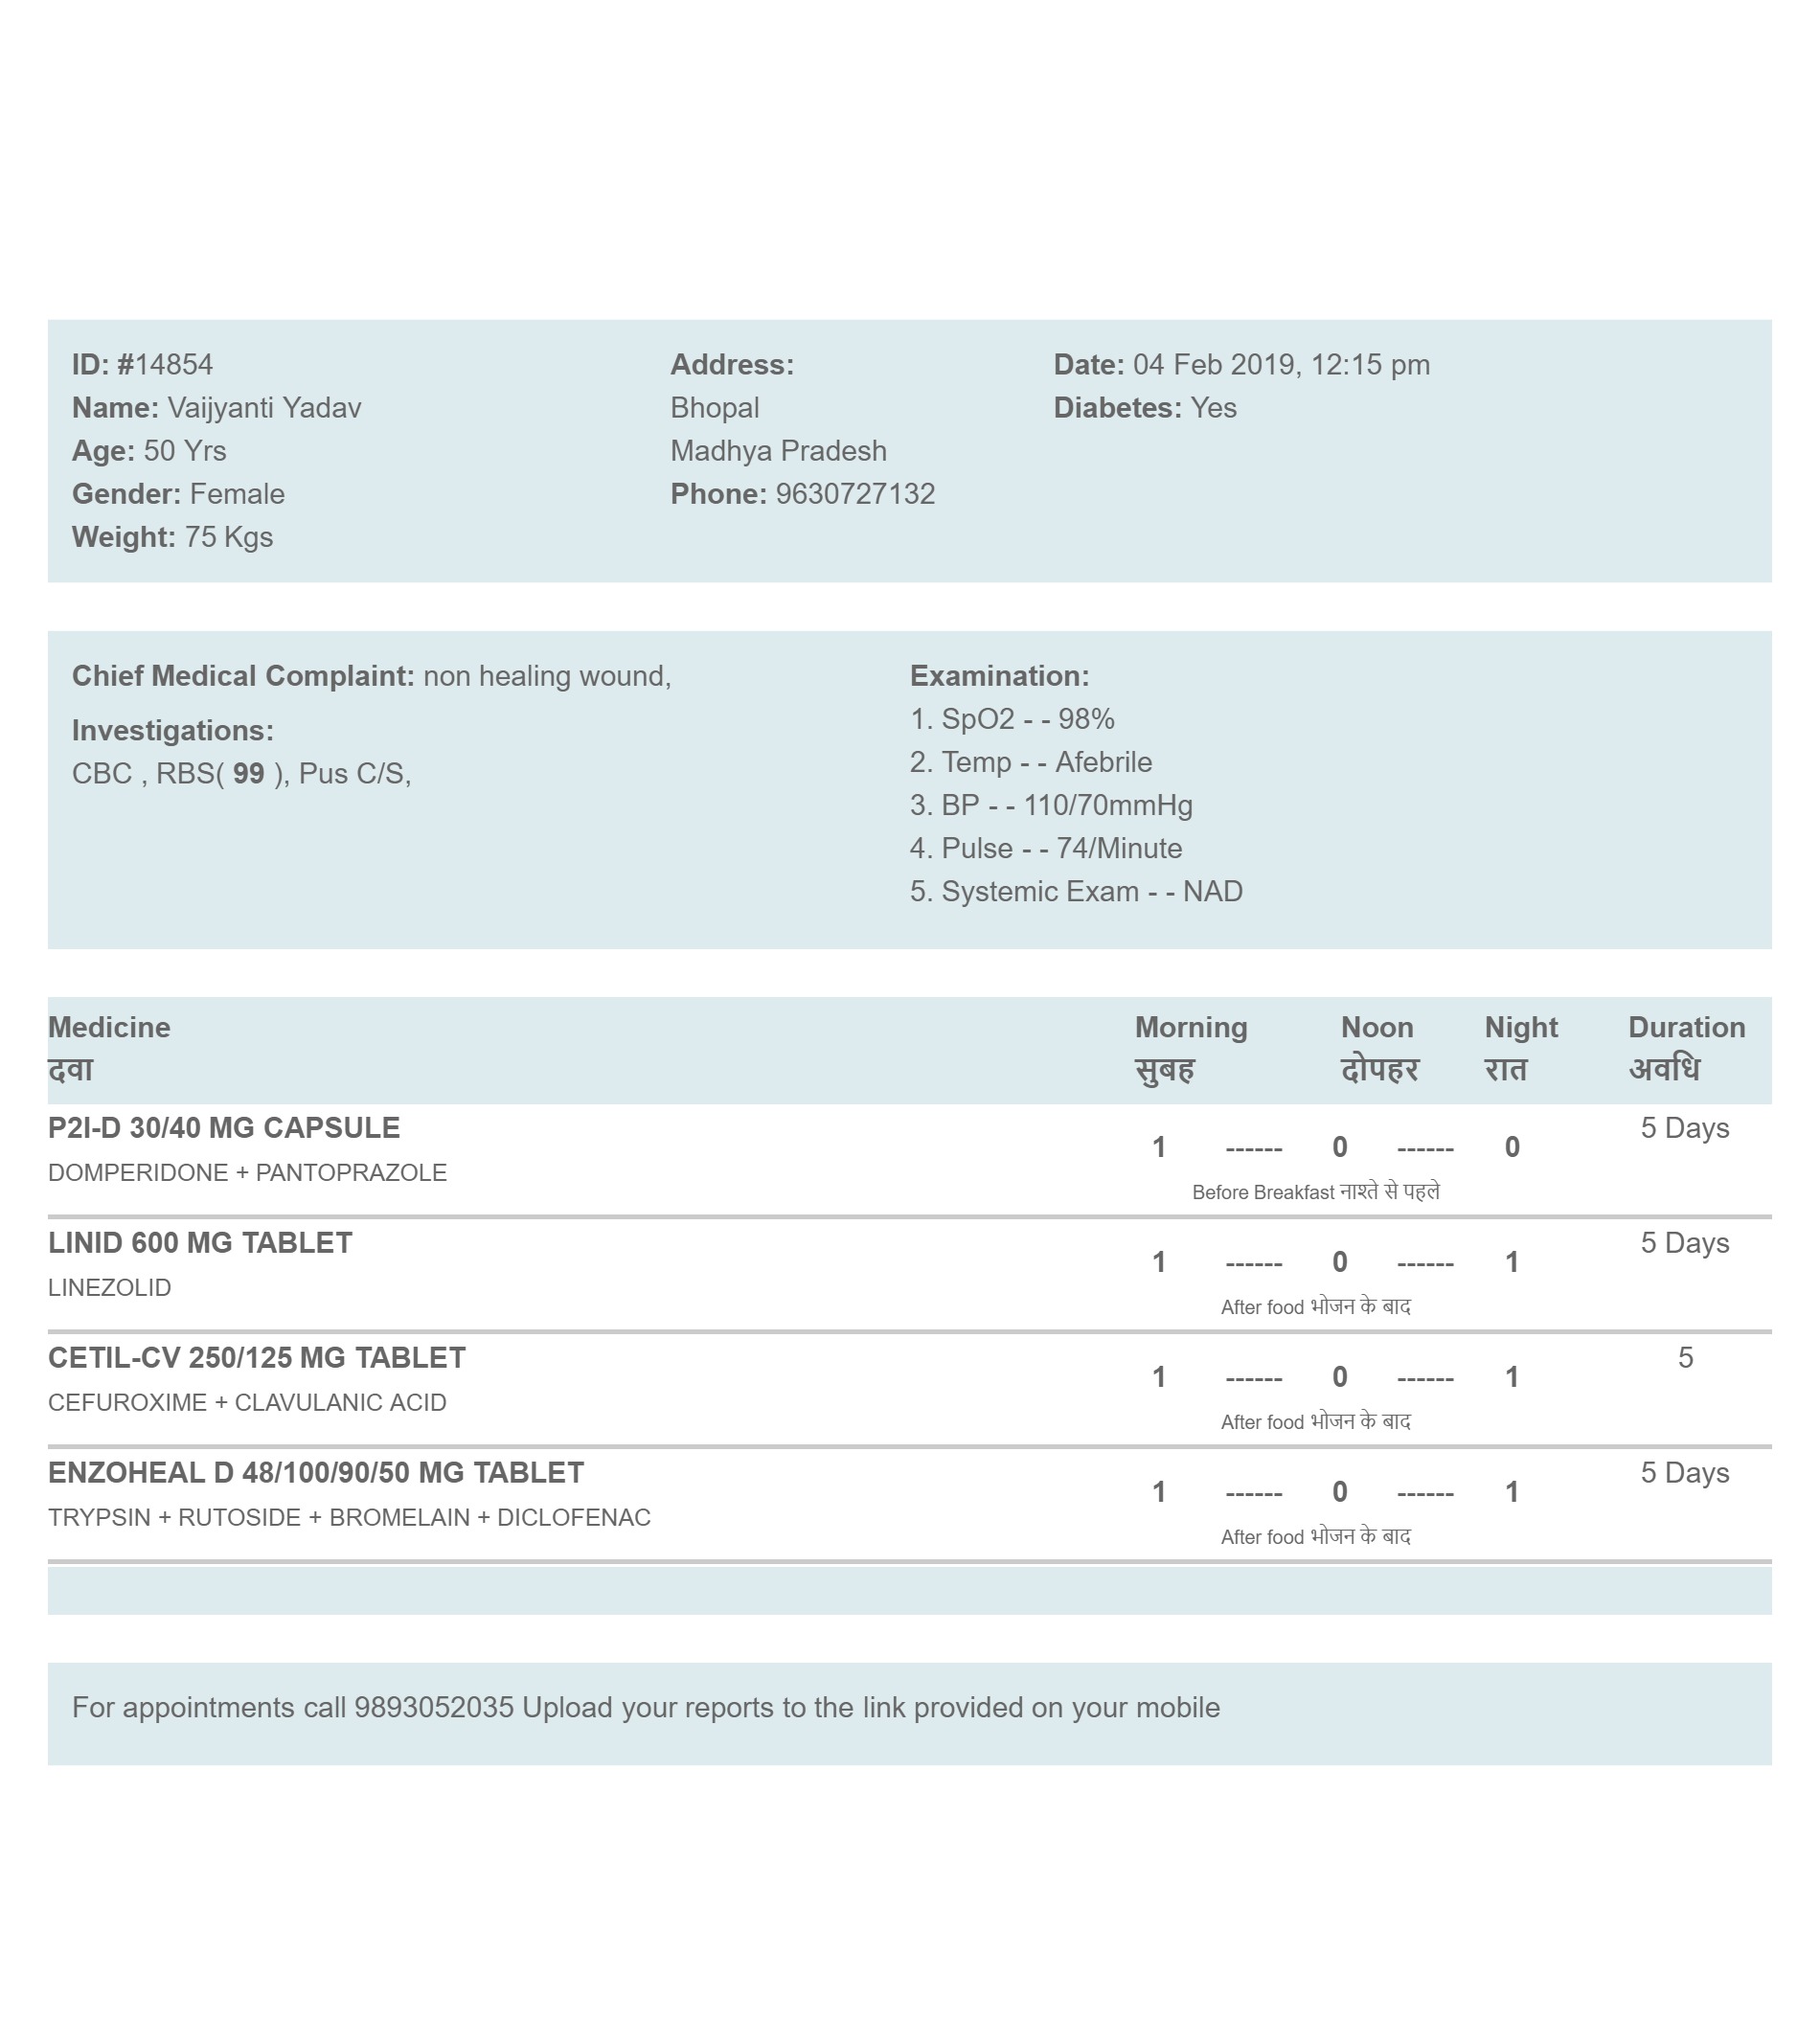 ID: #14854
Name: Vaijyanti Yadav
Age: 50 Yrs
Gender: Female
Weight: 75 Kgs
Address:
Bhopal
Madhya Pradesh
Phone: 9630727132
Date: 04 Feb 2019, 12:15 pm
Diabetes: Yes
Chief Medical Complaint: non healing wound,
Investigations:
CBC , RBS( 99 ), Pus C/S,
Examination:
1. SpO2 - - 98%
2. Temp - - Afebrile
3. BP - - 110/70mmHg
4. Pulse - - 74/Minute
5. Systemic Exam - - NAD
Medicine Morning Noon Night Duration
दवा सुबह दोपहर रात अवधि
P2I-D 30/40 MG CAPSULE 5 Days
1 ------ 0 ------ 0
DOMPERIDONE + PANTOPRAZOLE
Before Breakfast नाश्ते से पहले
LINID 600 MG TABLET 5 Days
1 ------ 0 ------ 1
LINEZOLID
After food भोजन के बाद
CETIL-CV 250/125 MG TABLET 5
1 ------ 0 ------ 1
CEFUROXIME + CLAVULANIC ACID
After food भोजन के बाद
ENZOHEAL D 48/100/90/50 MG TABLET 5 Days
1 ------ 0 ------ 1
TRYPSIN + RUTOSIDE + BROMELAIN + DICLOFENAC
After food भोजन के बाद
For appointments call 9893052035 Upload your reports to the link provided on your mobile